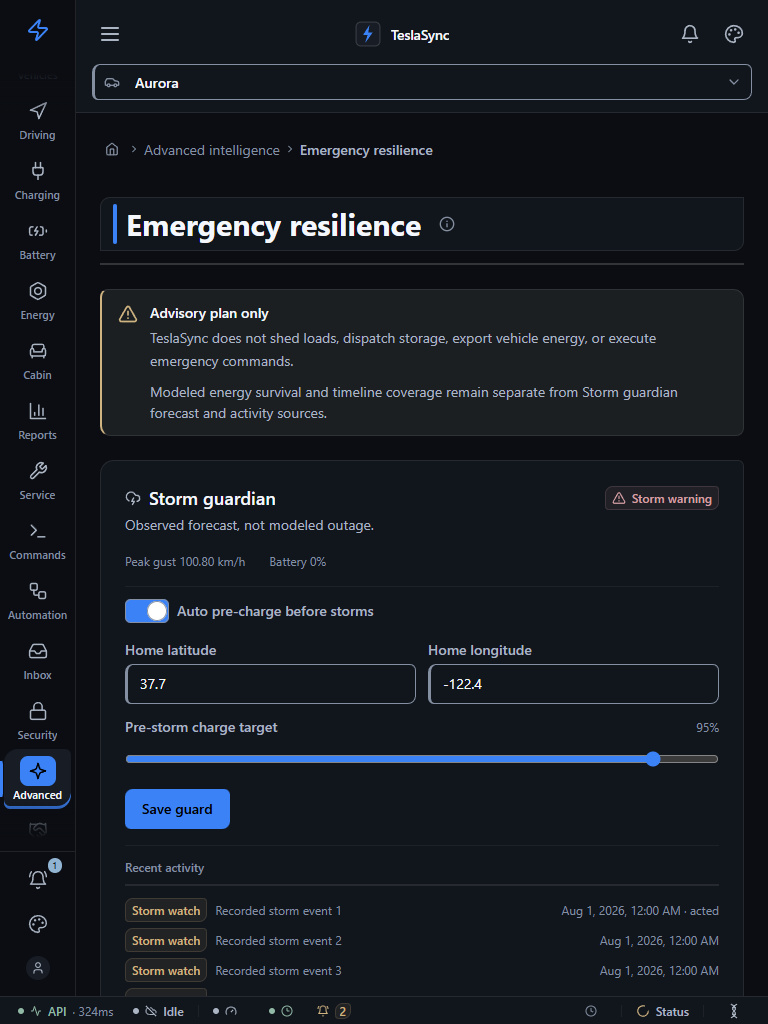 TeslaSync
Aurora
Driving
Charging
Battery
Energy
Cabin
Reports
Service
Commands
Automation
Inbox
Security
Advanced
1
Advanced intelligence
Emergency resilience
Emergency resilience
Advisory plan only
TeslaSync does not shed loads, dispatch storage, export vehicle energy, or execute
emergency commands.
Modeled energy survival and timeline coverage remain separate from Storm guardian
forecast and activity sources.
Storm guardian
Storm warning
Observed forecast, not modeled outage.
Peak gust 100.80 km/h Battery 0%
Auto pre-charge before storms
Home latitude
Home longitude
37.7
-122.4
Pre-storm charge target 95%
Save guard
Recent activity
Storm watch Recorded storm event 1 Aug 1, 2026, 12:00 AM · acted
Storm watch Recorded storm event 2 Aug 1, 2026, 12:00 AM
Storm watch Recorded storm event 3 Aug 1, 2026, 12:00 AM
API · 324ms Idle 2 Status